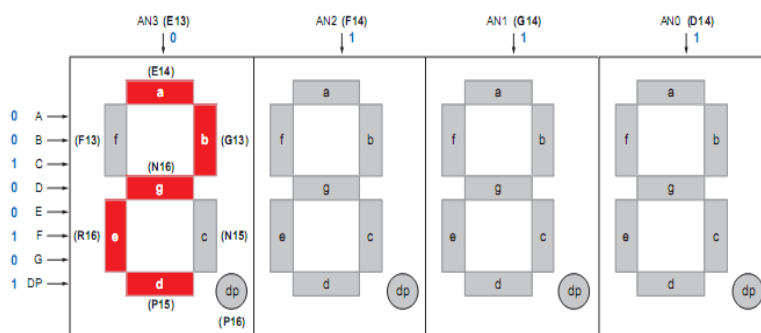 AN3 (E13) AN2 (F14) AN1 (G14) AN0 (D14)
0 1 1 1
(E14)
a a a a
0 A
0 B (F13) f b (G13) f b f b f b
1 C
(N16)
0 D g g g g
0 E
1 F (R16) e c (N15) e c e c e c
0 G
d d d d
1 DP dp dp dp dp
(P15)
(P16)